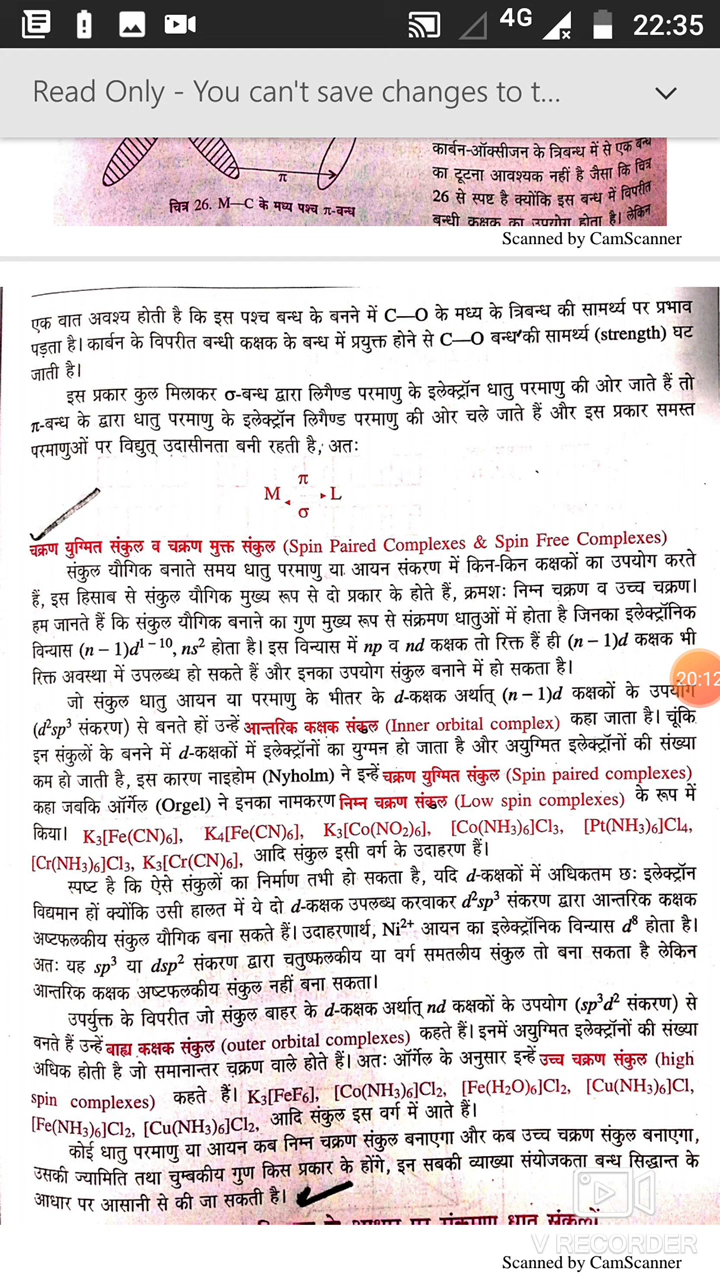 4G 22:35
Read Only - You can't save changes to t...
π
चित्र 26. M—C के मध्य पश्च π-बन्ध
कार्बन-ऑक्सीजन के त्रिबन्ध में से एक बन्ध
का टूटना आवश्यक नहीं है जैसा कि चित्र
26 से स्पष्ट है क्योंकि इस बन्ध में विपरीत
बन्धी कक्षक का उपयोग होता है। लेकिन
Scanned by CamScanner
एक बात अवश्य होती है कि इस पश्च बन्ध के बनने में C—O के मध्य के त्रिबन्ध की सामर्थ्य पर प्रभाव
पड़ता है। कार्बन के विपरीत बन्धी कक्षक के बन्ध में प्रयुक्त होने से C—O बन्ध की सामर्थ्य (strength) घट
जाती है।
इस प्रकार कुल मिलाकर σ-बन्ध द्वारा लिगैण्ड परमाणु के इलेक्ट्रॉन धातु परमाणु की ओर जाते हैं तो
π-बन्ध के द्वारा धातु परमाणु के इलेक्ट्रॉन लिगैण्ड परमाणु की ओर चले जाते हैं और इस प्रकार समस्त
परमाणुओं पर विद्युत् उदासीनता बनी रहती है, अतः
π
M L
σ
चक्रण युग्मित संकुल व चक्रण मुक्त संकुल (Spin Paired Complexes & Spin Free Complexes)
संकुल यौगिक बनाते समय धातु परमाणु या आयन संकरण में किन-किन कक्षकों का उपयोग करते
हैं, इस हिसाब से संकुल यौगिक मुख्य रूप से दो प्रकार के होते हैं, क्रमशः निम्न चक्रण व उच्च चक्रण।
हम जानते हैं कि संकुल यौगिक बनाने का गुण मुख्य रूप से संक्रमण धातुओं में होता है जिनका इलेक्ट्रॉनिक
विन्यास (n − 1)d¹⁻¹⁰, ns² होता है। इस विन्यास में np व nd कक्षक तो रिक्त हैं ही (n − 1)d कक्षक भी
रिक्त अवस्था में उपलब्ध हो सकते हैं और इनका उपयोग संकुल बनाने में हो सकता है।
20:12
जो संकुल धातु आयन या परमाणु के भीतर के d-कक्षक अर्थात् (n − 1)d कक्षकों के उपयोग
(d²sp³ संकरण) से बनते हों उन्हें आन्तरिक कक्षक संकुल (Inner orbital complex) कहा जाता है। चूंकि
इन संकुलों के बनने में d-कक्षकों में इलेक्ट्रॉनों का युग्मन हो जाता है और अयुग्मित इलेक्ट्रॉनों की संख्या
कम हो जाती है, इस कारण नाइहोम (Nyholm) ने इन्हें चक्रण युग्मित संकुल (Spin paired complexes)
कहा जबकि ऑर्गेल (Orgel) ने इनका नामकरण निम्न चक्रण संकुल (Low spin complexes) के रूप में
किया। K₃[Fe(CN)₆], K₄[Fe(CN)₆], K₃[Co(NO₂)₆], [Co(NH₃)₆]Cl₃, [Pt(NH₃)₆]Cl₄,
[Cr(NH₃)₆]Cl₃, K₃[Cr(CN)₆], आदि संकुल इसी वर्ग के उदाहरण हैं।
स्पष्ट है कि ऐसे संकुलों का निर्माण तभी हो सकता है, यदि d-कक्षकों में अधिकतम छः इलेक्ट्रॉन
विद्यमान हों क्योंकि उसी हालत में ये दो d-कक्षक उपलब्ध करवाकर d²sp³ संकरण द्वारा आन्तरिक कक्षक
अष्टफलकीय संकुल यौगिक बना सकते हैं। उदाहरणार्थ, Ni²⁺ आयन का इलेक्ट्रॉनिक विन्यास d⁸ होता है।
अतः यह sp³ या dsp² संकरण द्वारा चतुष्फलकीय या वर्ग समतलीय संकुल तो बना सकता है लेकिन
आन्तरिक कक्षक अष्टफलकीय संकुल नहीं बना सकता।
उपर्युक्त के विपरीत जो संकुल बाहर के d-कक्षक अर्थात् nd कक्षकों के उपयोग (sp³d² संकरण) से
बनते हैं उन्हें बाह्य कक्षक संकुल (outer orbital complexes) कहते हैं। इनमें अयुग्मित इलेक्ट्रॉनों की संख्या
अधिक होती है जो समानान्तर चक्रण वाले होते हैं। अतः ऑर्गेल के अनुसार इन्हें उच्च चक्रण संकुल (high
spin complexes) कहते हैं। K₃[FeF₆], [Co(NH₃)₆]Cl₂, [Fe(H₂O)₆]Cl₂, [Cu(NH₃)₆]Cl,
[Fe(NH₃)₆]Cl₂, [Cu(NH₃)₆]Cl₂, आदि संकुल इस वर्ग में आते हैं।
कोई धातु परमाणु या आयन कब निम्न चक्रण संकुल बनाएगा और कब उच्च चक्रण संकुल बनाएगा,
उसकी ज्यामिति तथा चुम्बकीय गुण किस प्रकार के होंगे, इन सबकी व्याख्या संयोजकता बन्ध सिद्धान्त के
आधार पर आसानी से की जा सकती है।
के आधार पर संक्रमण धातु संकुलों
V RECORDER
Scanned by CamScanner